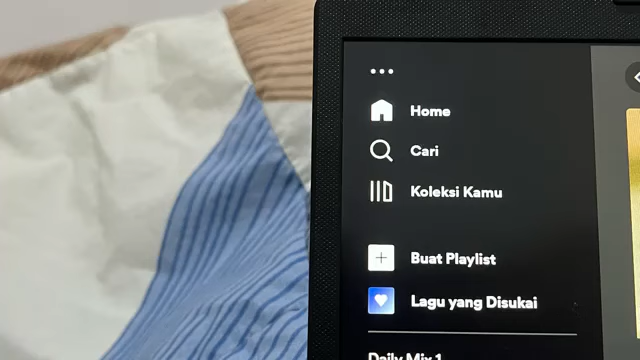 Home
Cari
Koleksi Kamu
Buat Playlist
Lagu yang Disukai
Daily Mix 1